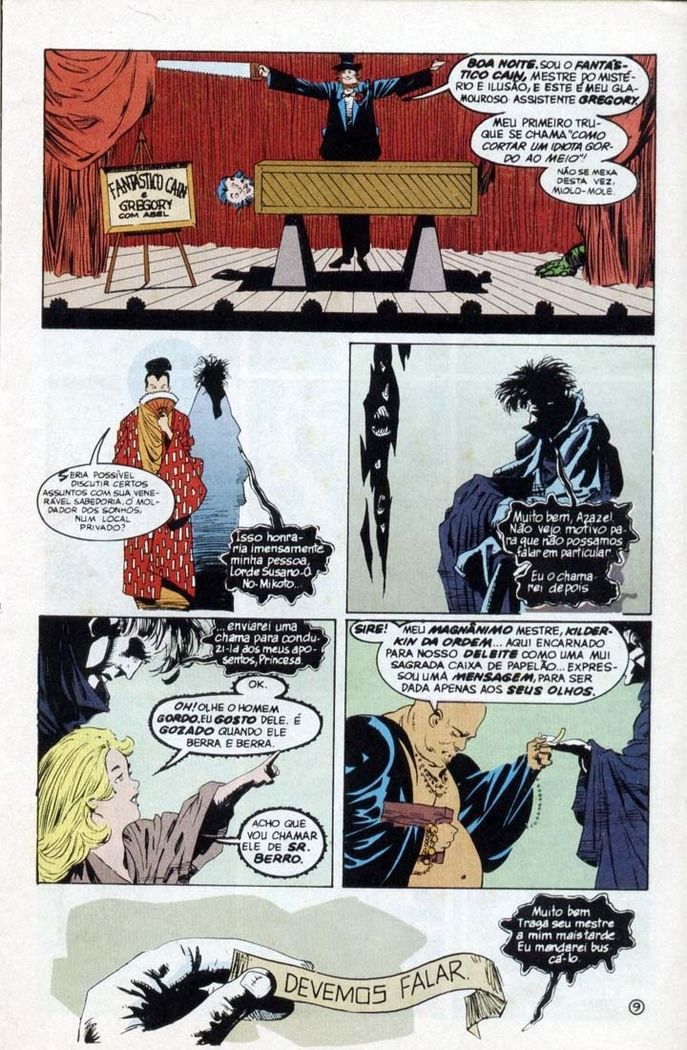 BOA NOITE. SOU O FANTÁS-
TICO CAIN, MESTRE DO MISTÉ-
RIO E ILUSÃO, E ESTE É MEU GLA-
MOUROSO ASSISTENTE GREGORY.
MEU PRIMEIRO TRU-
QUE SE CHAMA "COMO
CORTAR UM IDIOTA GOR-
DO AO MEIO"!
NÃO SE MEXA
DESTA VEZ,
MIOLO-MOLE.
FANTÁSTICO CAIN
E
GREGORY
COM ABEL
SERIA POSSÍVEL
DISCUTIR CERTOS
ASSUNTOS COM SUA VENE-
RÁVEL SABEDORIA, Ó MOL-
DADOR DOS SONHOS,
NUM LOCAL
PRIVADO?
Isso honra-
ria imensamente
minha pessoa,
Lorde Susano-Ô
No-Mikoto...
Muito bem, Azazel.
Não vejo motivo pa-
ra que não possamos
falar em particular.
Eu o chama-
rei depois
...enviarei uma
chama para condu-
zi-la aos meus apo-
sentos, Princesa.
OK.
OH! OLHE O HOMEM
GORDO. EU GOSTO DELE. É
GOZADO QUANDO ELE
BERRA E BERRA.
ACHO QUE
VOU CHAMAR
ELE DE SR.
BERRO.
SIRE! MEU MAGNÂNIMO MESTRE, KILDER-
KIN DA ORDEM... AQUI ENCARNADO
PARA NOSSO DELEITE COMO UMA MUI
SAGRADA CAIXA DE PAPELÃO... EXPRES-
SOU UMA MENSAGEM, PARA SER
DADA APENAS AOS SEUS OLHOS.
DEVEMOS FALAR."
Muito bem
Traga seu mestre
a mim mais tarde
Eu mandarei bus
cá-lo.
9